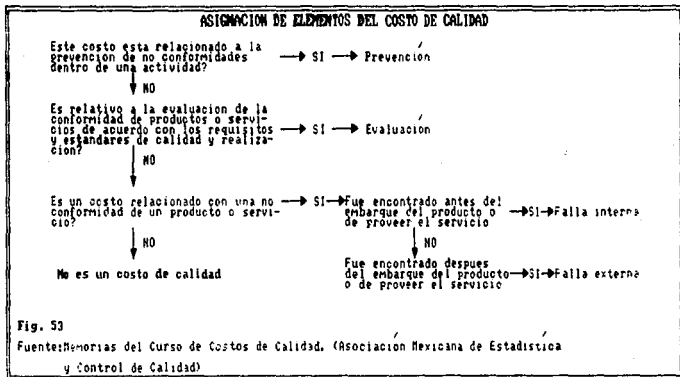 ASIGNACION DE ELEMENTOS DEL COSTO DE CALIDAD
Este costo esta relacionado a la
prevencion de no conformidades
dentro de una actividad?
SI
Prevención
NO
Es relativo a la evaluacion de la
conformidad de productos o servi-
cios de acuerdo con los requisitos
y estandares de calidad y realiza-
cion?
SI
Evaluación
NO
Es un costo relacionado con una no
conformidad de un producto o servi-
cio?
SI
Fue encontrado antes del
embarque del producto o
de proveer el servicio
SI
Falla interna
NO
NO
No es un costo de calidad
Fue encontrado despues
del embarque del producto
o de proveer el servicio
SI
Falla externa
Fig. 53
Fuente:Memorias del Curso de Costos de Calidad. (Asociación Mexicana de Estadística
y Control de Calidad)